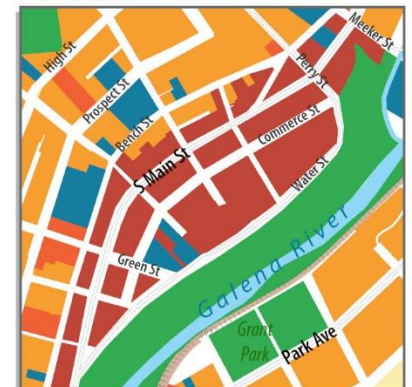 Meeker St
High St
Perry St
Prospect St
Bench St
Commerce St
S Main St
Water St
Green St
Galena River
Grant
Park
Park Ave